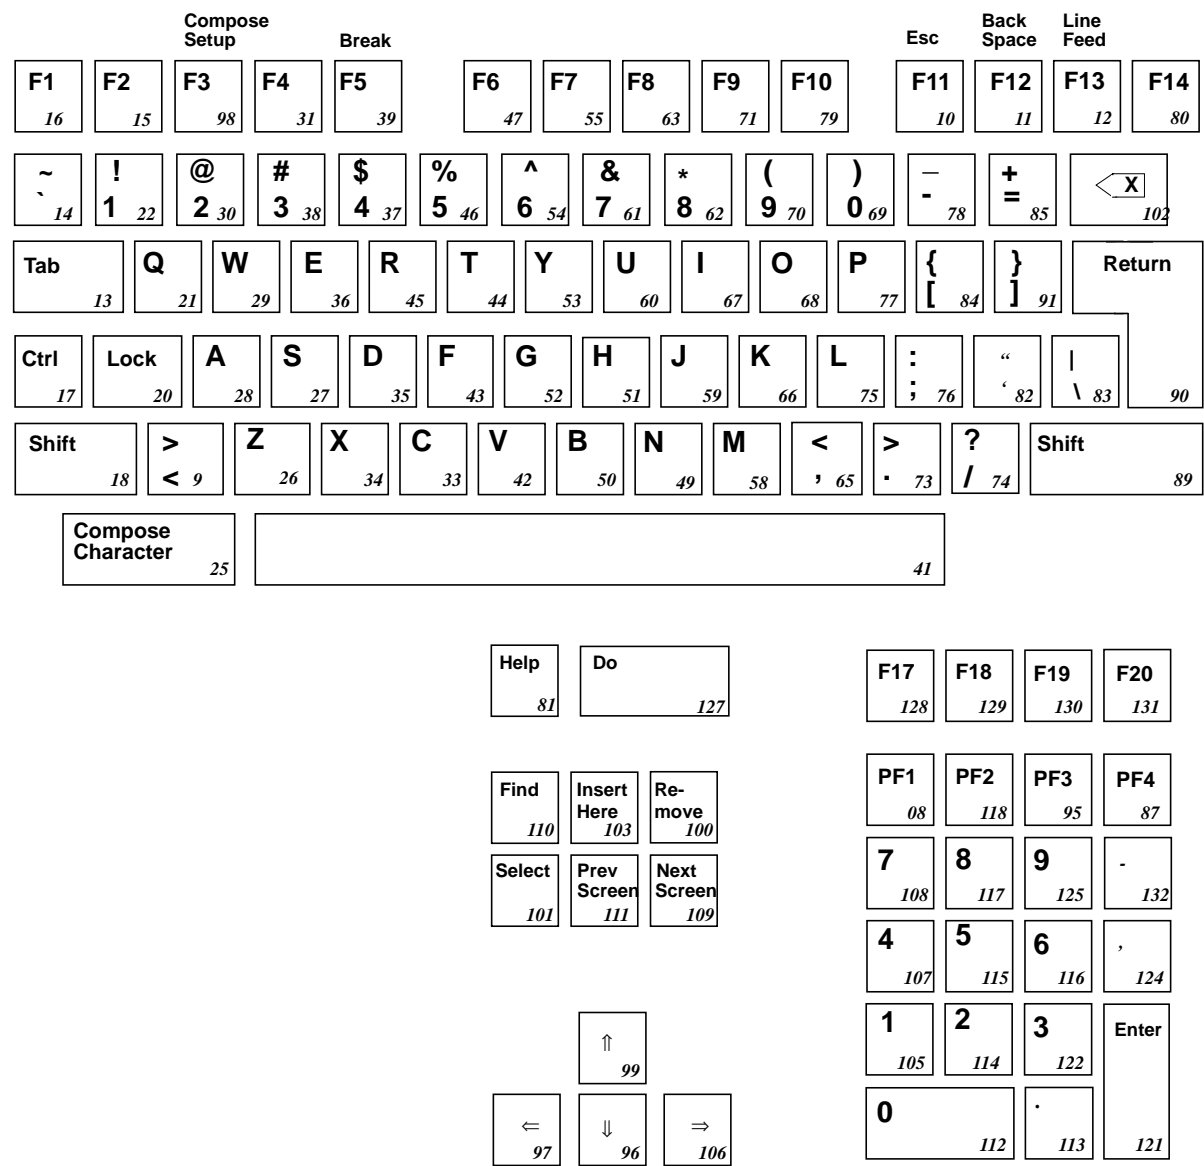 Compose
Setup
Break
Esc
Back
Space
Line
Feed
F1 F2 F3 F4 F5 F6 F7 F8 F9 F10 F11 F12 F13 F14
16 15 98 31 39 47 55 63 71 79 10 11 12 80
~ ! @ # $ % ^ & * ( ) _ + X
` 14 1 22 2 30 3 38 4 37 5 46 6 54 7 61 8 62 9 70 0 69 - 78 = 85 102
Tab Q W E R T Y U I O P { } Return
13 21 29 36 45 44 53 60 67 68 77 [ 84 ] 91
Ctrl Lock A S D F G H J K L : “ |
17 20 28 27 35 43 52 51 59 66 75 ; 76 ‘ 82 \ 83 90
Shift > Z X C V B N M < > ? Shift
18 < 9 26 34 33 42 50 49 58 , 65 . 73 / 74 89
Compose
Character
25 41
Help Do F17 F18 F19 F20
81 127 128 129 130 131
Find Insert
Here Re-
move PF1 PF2 PF3 PF4
110 103 100 08 118 95 87
Select Prev
Screen Next
Screen 7 8 9 -
101 111 109 108 117 125 132
4 5 6 ,
107 115 116 124
⇑ 1 2 3 Enter
99 105 114 122
⇐ ⇓ ⇒ 0 .
97 96 106 112 113 121